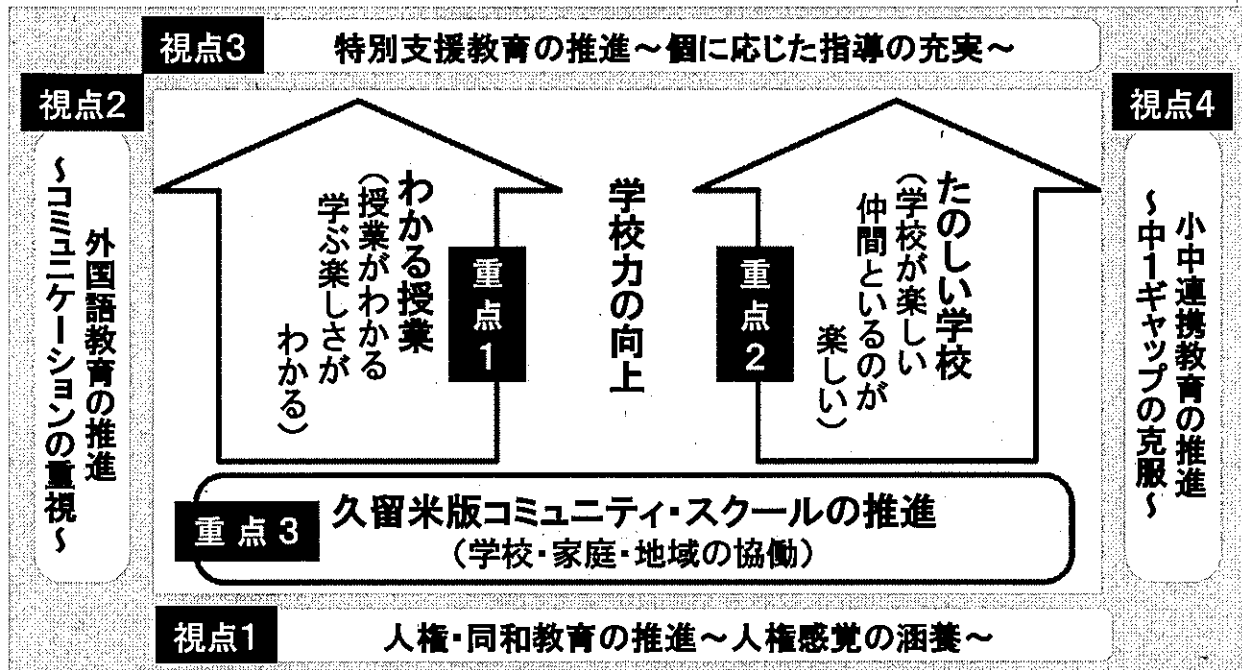 視点3
特別支援教育の推進～個に応じた指導の充実～
視点2
外国語教育の推進
～コミュニケーションの重視～
視点4
小中連携教育の推進
～中1ギャップの克服～
重点1
わかる授業
（授業がわかる
学ぶ楽しさが
わかる）
学校力の向上
重点2
たのしい学校
（学校が楽しい
仲間といるのが
楽しい）
重点3
久留米版コミュニティ・スクールの推進
（学校・家庭・地域の協働）
視点1
人権・同和教育の推進～人権感覚の涵養～